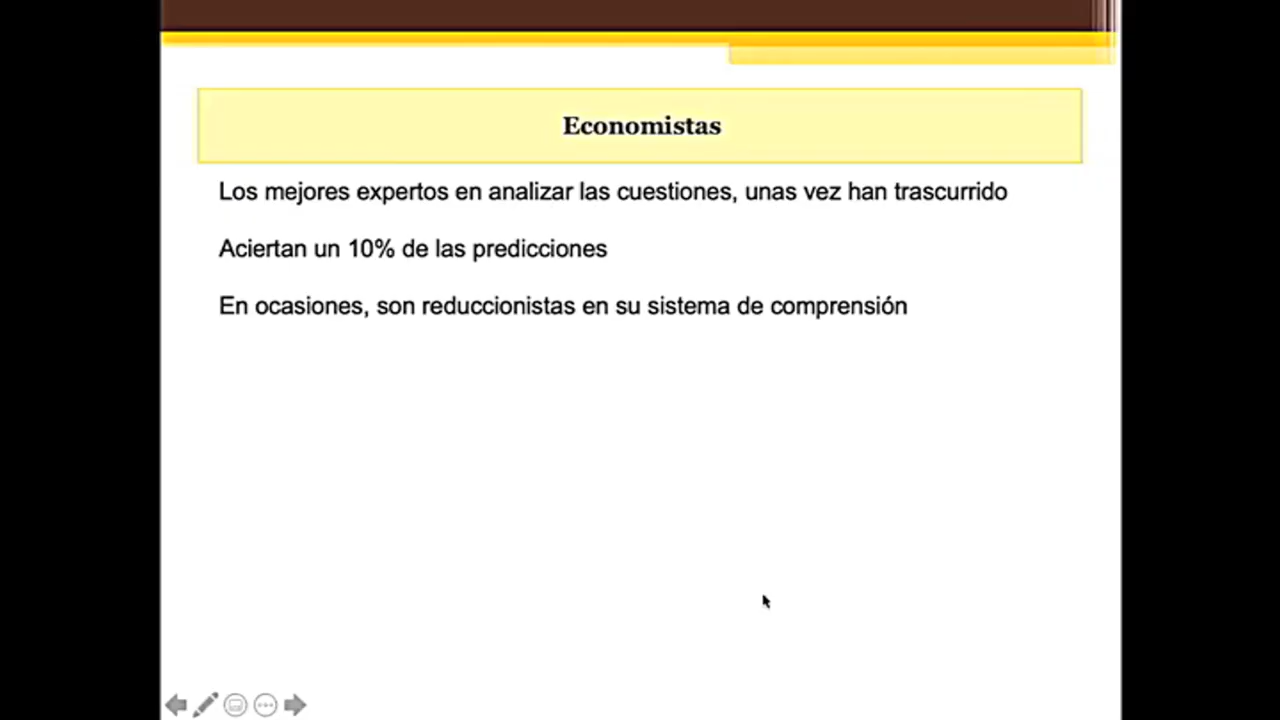 Economistas
Los mejores expertos en analizar las cuestiones, unas vez han trascurrido
Aciertan un 10% de las predicciones
En ocasiones, son reduccionistas en su sistema de comprensión